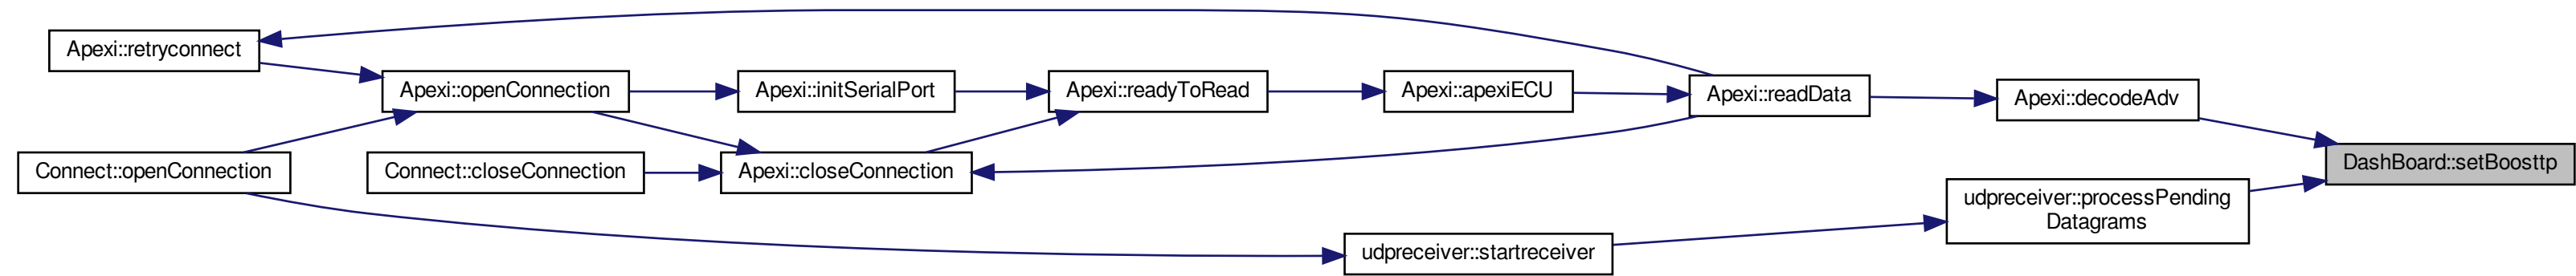 Apexi::retryconnect
Apexi::openConnection
Apexi::initSerialPort
Apexi::readyToRead
Apexi::apexiECU
Apexi::readData
Apexi::decodeAdv
Connect::openConnection
Connect::closeConnection
Apexi::closeConnection
DashBoard::setBoosttp
udpreceiver::processPending
Datagrams
udpreceiver::startreceiver